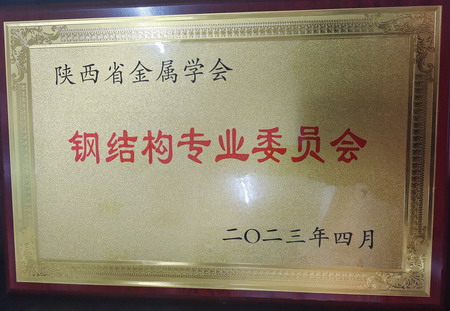 陕西省金属学会
钢结构专业委员会
二〇二三年四月